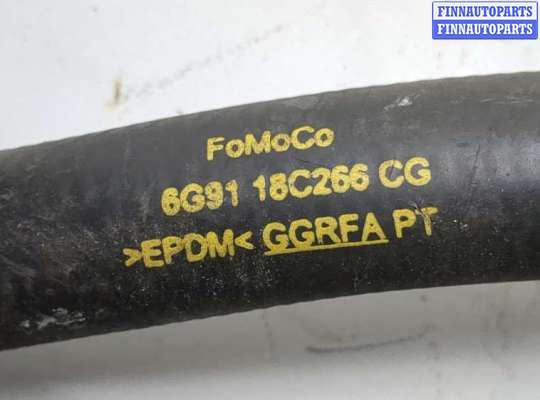 FINNAUTOPARTS
FINNAUTOPARTS
FoMoCo
6G91 18C266 CG
>EPDM< GGRFA PT